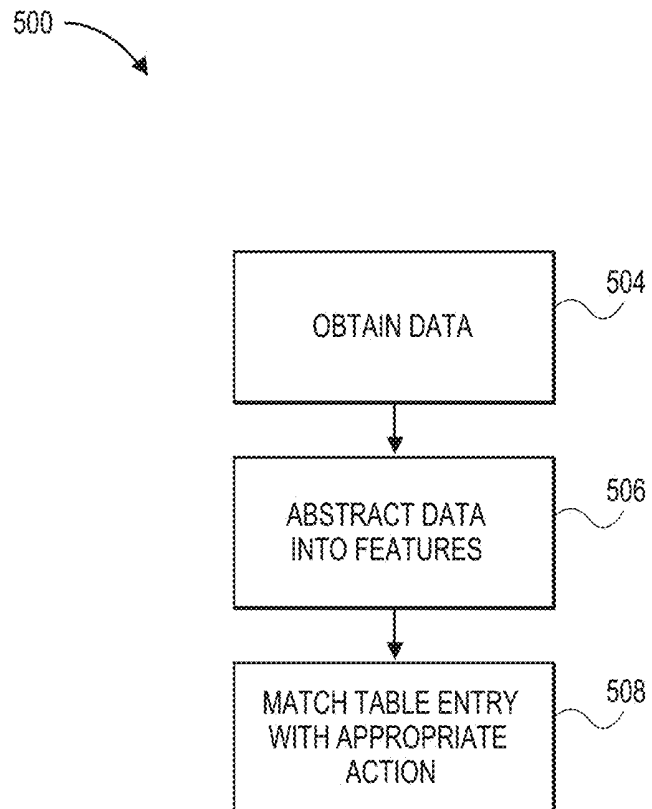 500
OBTAIN DATA
504
ABSTRACT DATA
INTO FEATURES
506
MATCH TABLE ENTRY
WITH APPROPRIATE
ACTION
508